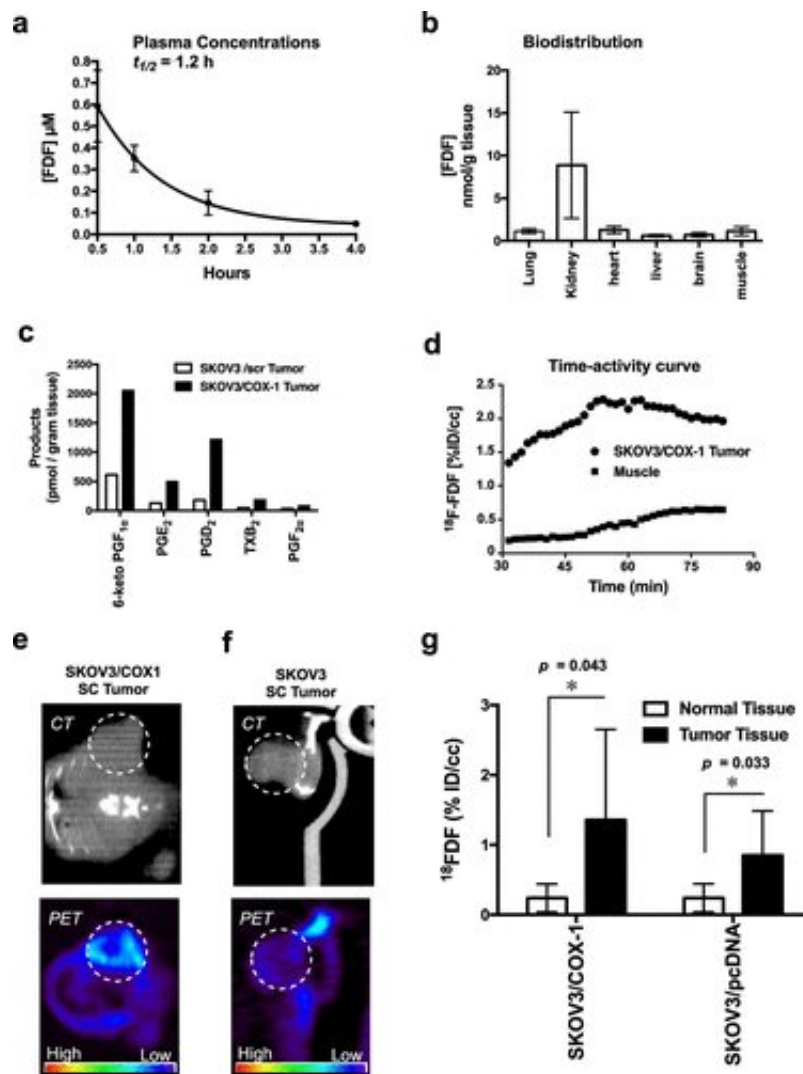 a
Plasma Concentrations
t1/2 = 1.2 h
0.8
0.7
0.6
0.5
0.4
0.3
0.2
0.1
0
[FDF] µM
0.5 1.0 1.5 2.0 2.5 3.0 3.5 4.0
Hours
b
Biodistribution
20
15
10
5
0
[FDF]
nmol/g tissue
Lung
Kidney
heart
liver
brain
muscle
c
SKOV3 /scr Tumor
SKOV3/COX-1 Tumor
2500
2000
1500
1000
500
0
Products
(pmol / gram tissue)
6-keto PGF1α
PGE2
PGD2
TXB2
PGF2α
d
Time-activity curve
2.5
2.0
1.5
1.0
0.5
0
18F-FDF [%ID/cc]
SKOV3/COX-1 Tumor
Muscle
30 45 60 75 90
Time (min)
e
SKOV3/COX1
SC Tumor
CT
PET
High Low
f
SKOV3
SC Tumor
CT
PET
High Low
g
p = 0.043
*
Normal Tissue
Tumor Tissue
p = 0.033
*
3
2
1
0
18FDF (% ID/cc)
SKOV3/COX-1
SKOV3/pcDNA